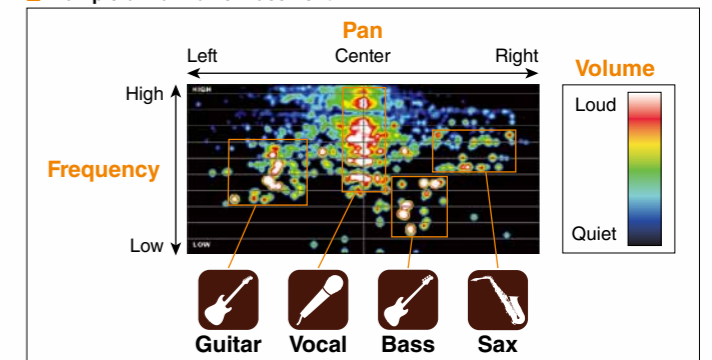 Pan
Left Center Right
Volume
HIGH
High
Loud
Frequency
Quiet
Low
LOW
Guitar Vocal Bass Sax